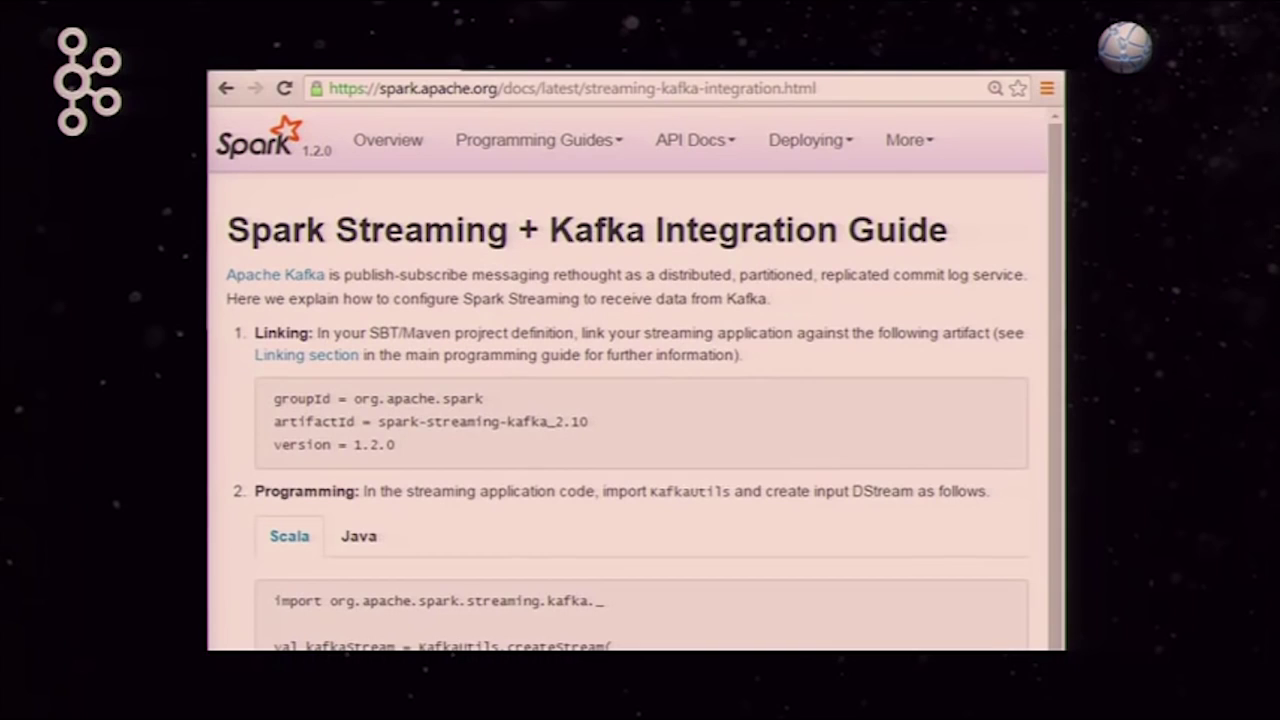 https://spark.apache.org/docs/latest/streaming-kafka-integration.html
Spark 1.2.0 Overview Programming Guides API Docs Deploying More
Spark Streaming + Kafka Integration Guide
Apache Kafka is publish-subscribe messaging rethought as a distributed, partitioned, replicated commit log service.
Here we explain how to configure Spark Streaming to receive data from Kafka.
1. Linking: In your SBT/Maven projrect definition, link your streaming application against the following artifact (see
Linking section in the main programming guide for further information).
groupId = org.apache.spark
artifactId = spark-streaming-kafka_2.10
version = 1.2.0
2. Programming: In the streaming application code, import KafkaUtils and create input DStream as follows.
Scala Java
import org.apache.spark.streaming.kafka._
val kafkaStream = KafkaUtils.createStream(